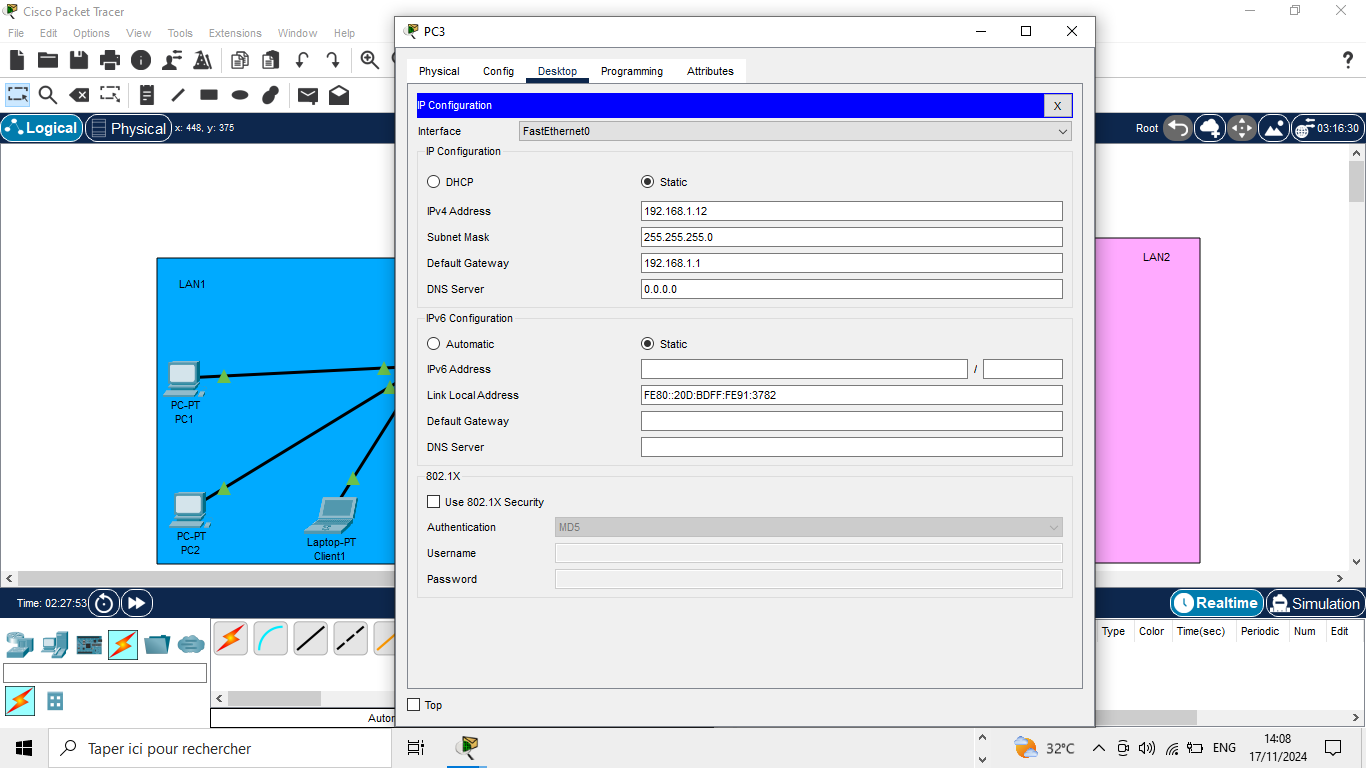 Cisco Packet Tracer
File Edit Options View Tools Extensions Window Help
Logical Physical x: 448, y: 375
Root 03:16:30
LAN1
PC-PT
PC1
PC-PT
PC2
Laptop-PT
Client1
LAN2
PC3
Physical Config Desktop Programming Attributes
IP Configuration X
Interface FastEthernet0
IP Configuration
DHCP Static
IPv4 Address 192.168.1.12
Subnet Mask 255.255.255.0
Default Gateway 192.168.1.1
DNS Server 0.0.0.0
IPv6 Configuration
Automatic Static
IPv6 Address /
Link Local Address FE80::20D:BDFF:FE91:3782
Default Gateway
DNS Server
802.1X
Use 802.1X Security
Authentication MD5
Username
Password
Top
Time: 02:27:53
Realtime Simulation
Type Color Time(sec) Periodic Num Edit
Autor
Taper ici pour rechercher
32°C ENG 14:08
17/11/2024